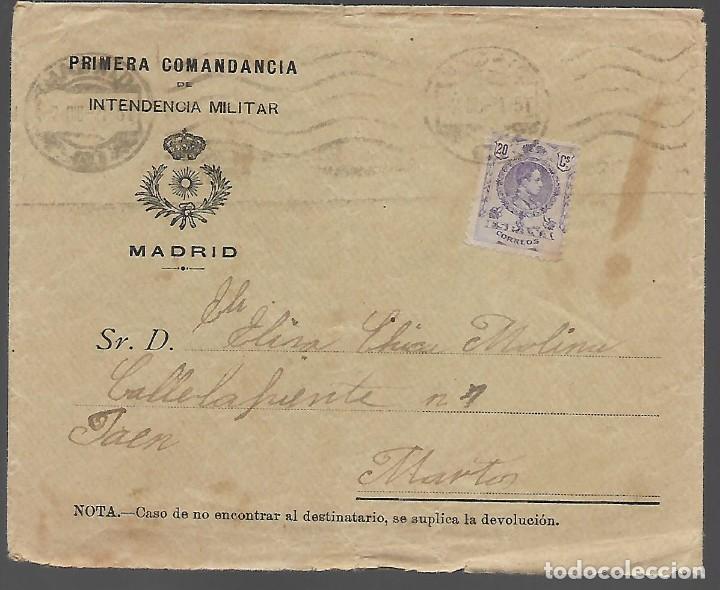 PRIMERA COMANDANCIA
DE
INTENDENCIA MILITAR
MADRID
20 Cs
CORREOS
Sr. D. Elisa Chica Molina
Calle la fuente n 7
Jaen
Martos
NOTA.—Caso de no encontrar al destinatario, se suplica la devolución.
todocoleccion